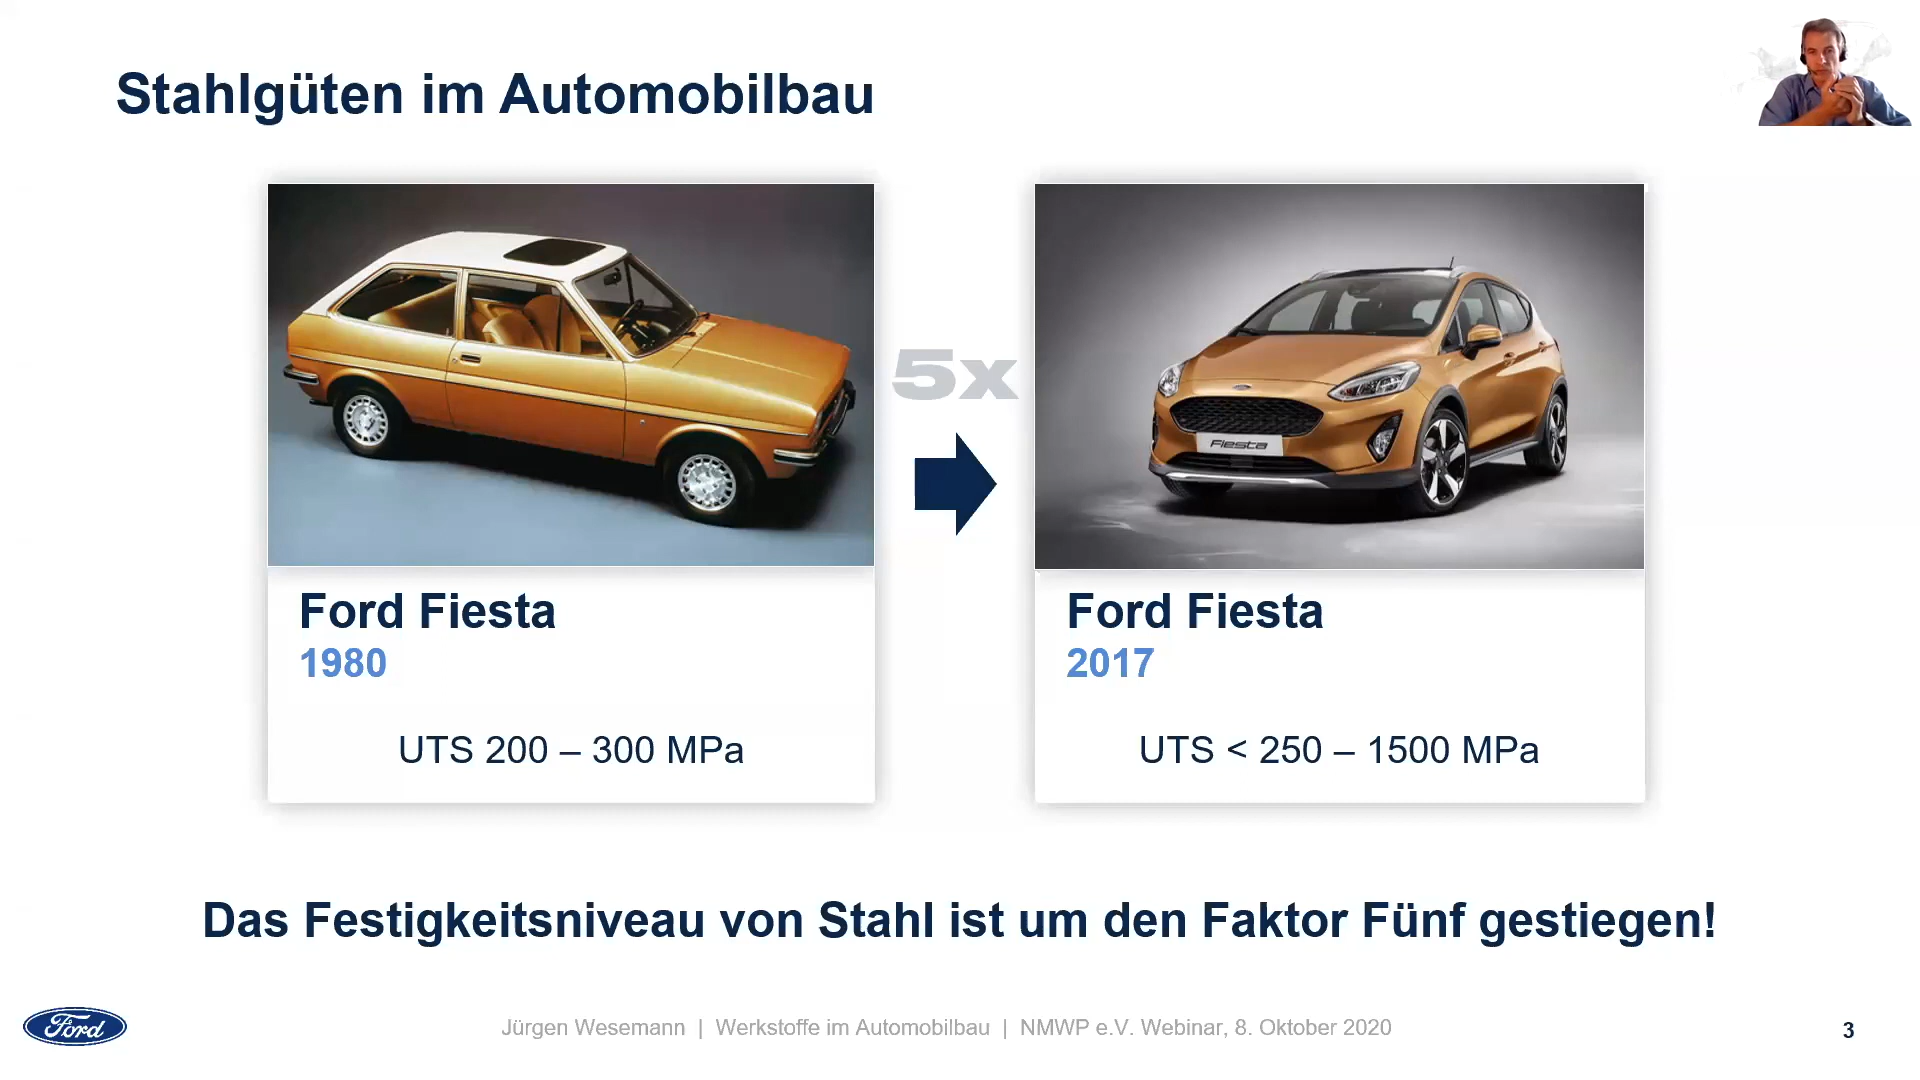 Stahlgüten im Automobilbau
5x
Fiesta
Ford Fiesta
1980
UTS 200 – 300 MPa
Ford Fiesta
2017
UTS < 250 – 1500 MPa
Das Festigkeitsniveau von Stahl ist um den Faktor Fünf gestiegen!
Ford
Jürgen Wesemann | Werkstoffe im Automobilbau | NMWP e.V. Webinar, 8. Oktober 2020
3